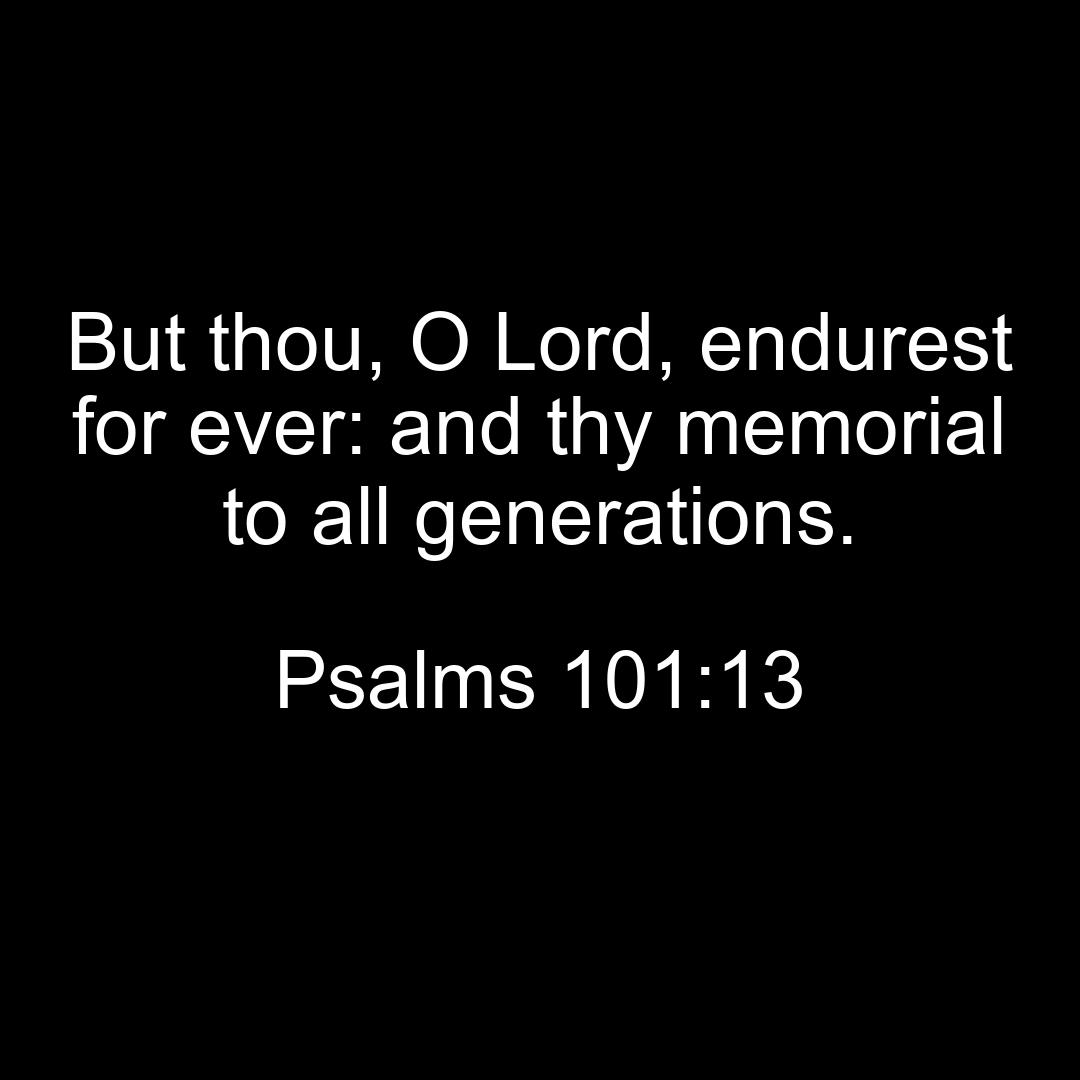 But thou, O Lord, endurest
for ever: and thy memorial
to all generations.
Psalms 101:13